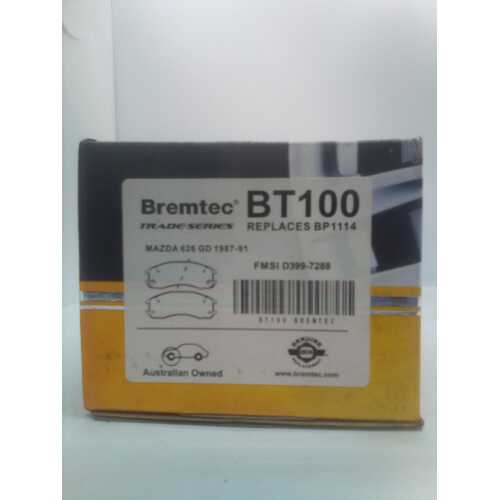 Bremtec® BT100
TRADE-SERIES REPLACES BP1114
MAZDA 626 GD 1987-91
FMSI D399-7288
BT100 BREMTEC
GENUINE
Australian Owned
www.bremtec.com